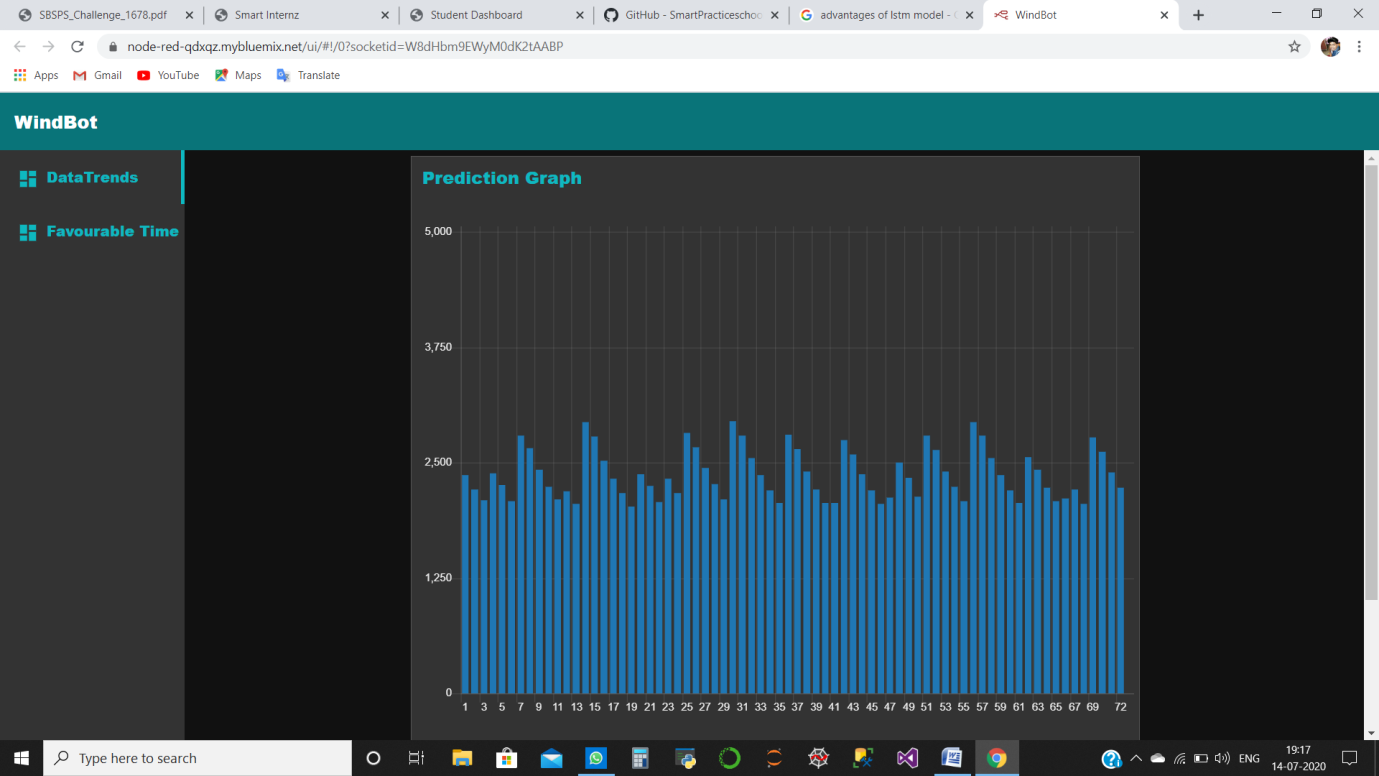 SBSPS_Challenge_1678.pdf
Smart Internz
Student Dashboard
GitHub - SmartPracticeschoo
advantages of lstm model -
WindBot
node-red-qdxqz.mybluemix.net/ui/#!/0?socketid=W8dHbm9EWyM0dK2tAABP
Apps Gmail YouTube Maps Translate
WindBot
DataTrends
Favourable Time
Prediction Graph
5,000
3,750
2,500
1,250
0
1 3 5 7 9 11 13 15 17 19 21 23 25 27 29 31 33 35 37 39 41 43 45 47 49 51 53 55 57 59 61 63 65 67 69 72
Type here to search
ENG
19:17
14-07-2020